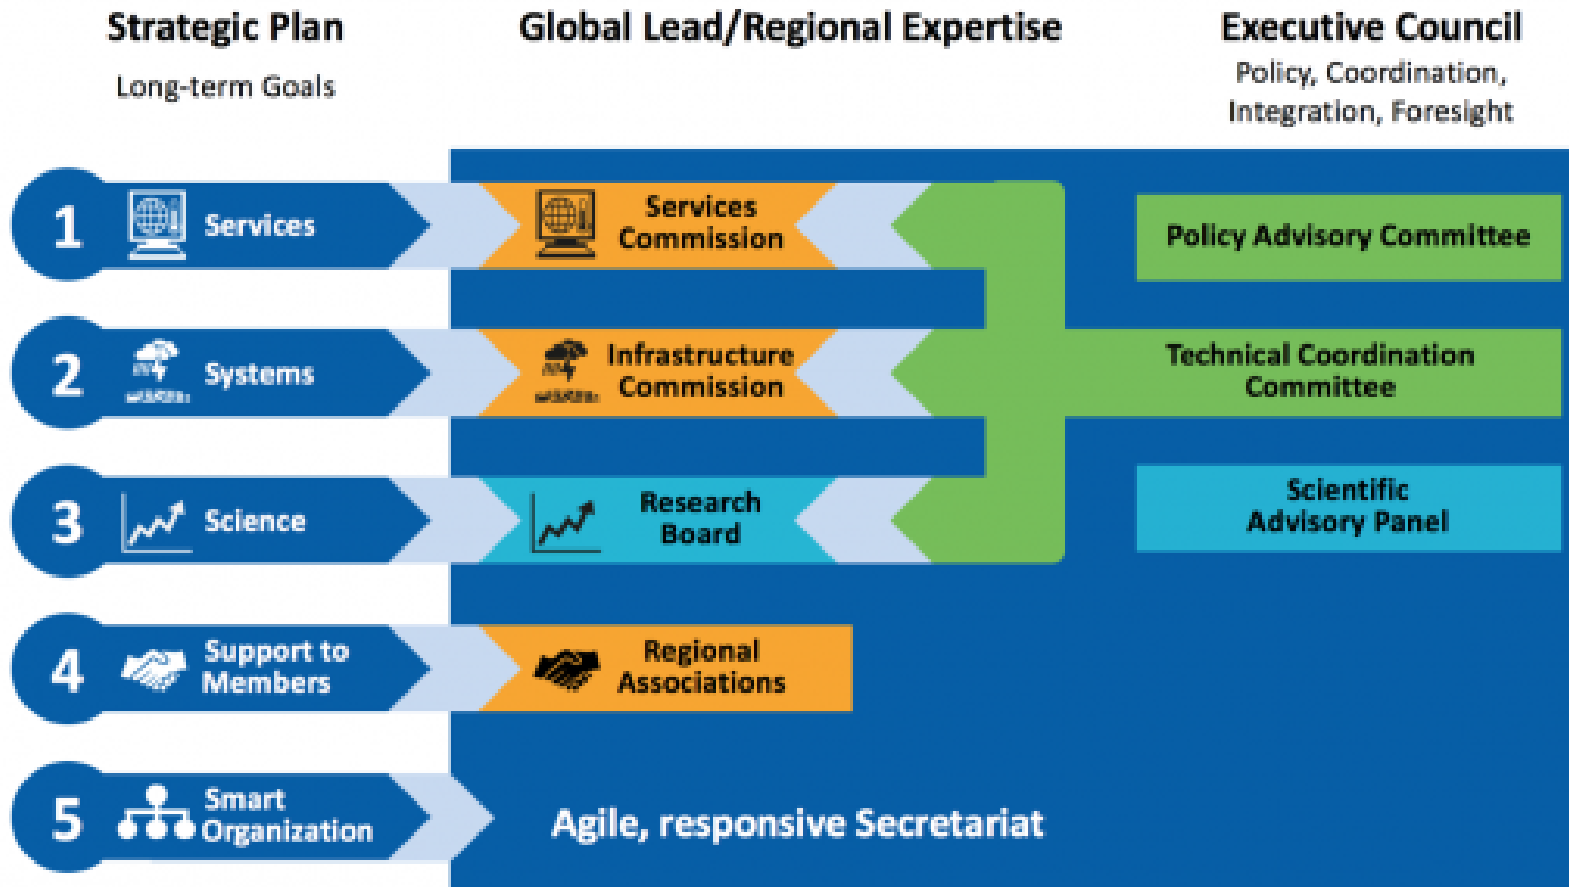 Strategic Plan
Long-term Goals
Global Lead/Regional Expertise
Executive Council
Policy, Coordination,
Integration, Foresight
1
Services
Services
Commission
Policy Advisory Committee
2
Systems
Infrastructure
Commission
Technical Coordination
Committee
3
Science
Research
Board
Scientific
Advisory Panel
4
Support to
Members
Regional
Associations
5
Smart
Organization
Agile, responsive Secretariat